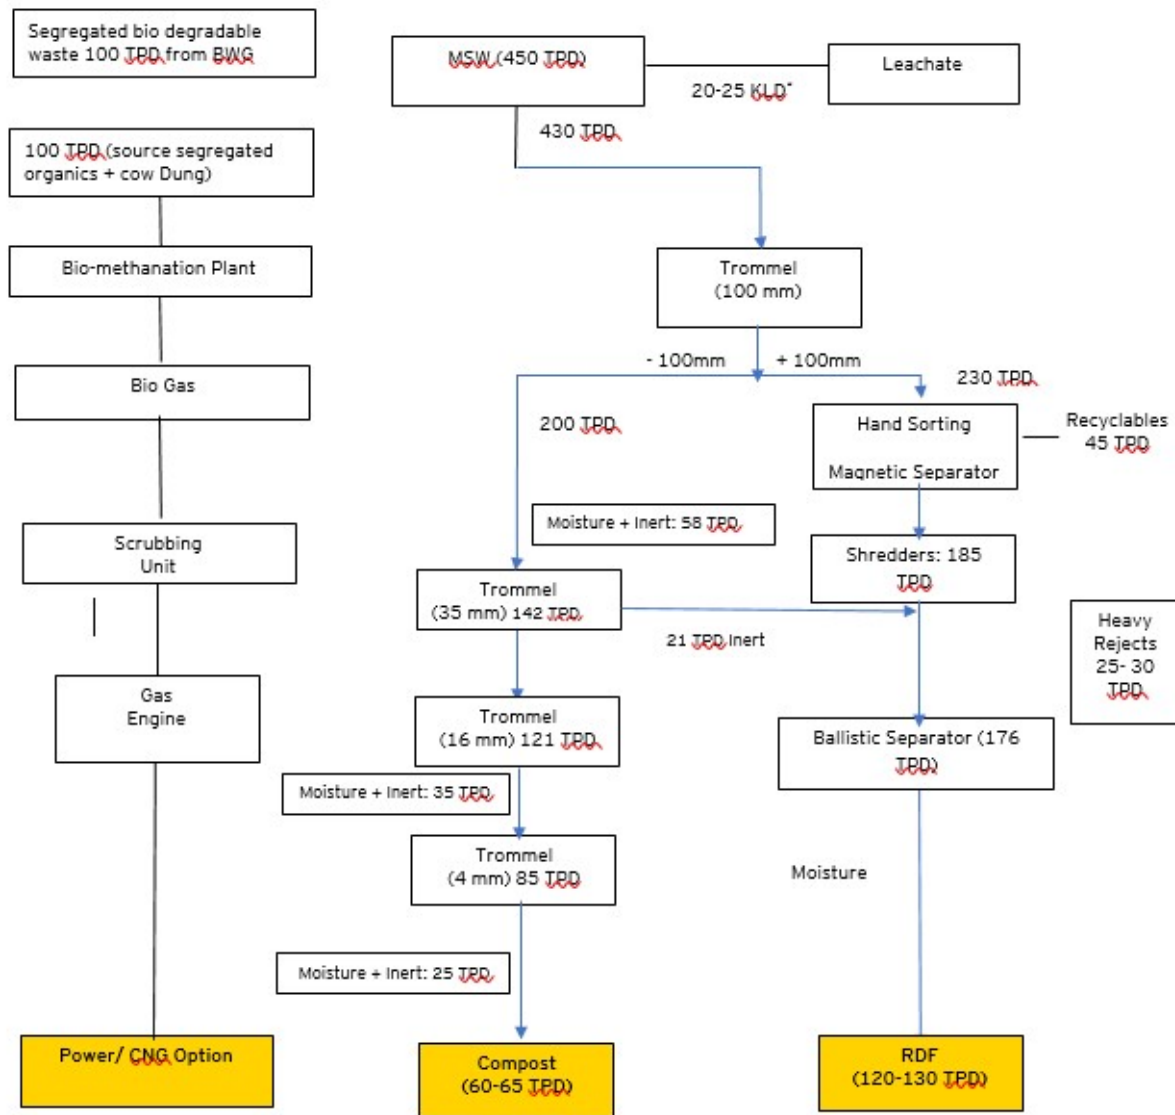 Segregated bio degradable
waste 100 TPD from BWG
MSW (450 TPD)
20-25 KLD*
Leachate
430 TPD
100 TPD (source segregated
organics + cow Dung)
Bio-methanation Plant
Trommel
(100 mm)
- 100mm
+ 100mm
Bio Gas
230 TPD
200 TPD
Hand Sorting
Magnetic Separator
Recyclables
45 TPD
Moisture + Inert: 58 TPD
Scrubbing
Unit
Shredders: 185
TPD
Trommel
(35 mm) 142 TPD
21 TPD Inert
Heavy
Rejects
25- 30
TPD
Gas
Engine
Trommel
(16 mm) 121 TPD
Ballistic Separator (176
TPD)
Moisture + Inert: 35 TPD
Trommel
(4 mm) 85 TPD
Moisture
Moisture + Inert: 25 TPD
Power/ CNG Option
Compost
(60-65 TPD)
RDF
(120-130 TPD)